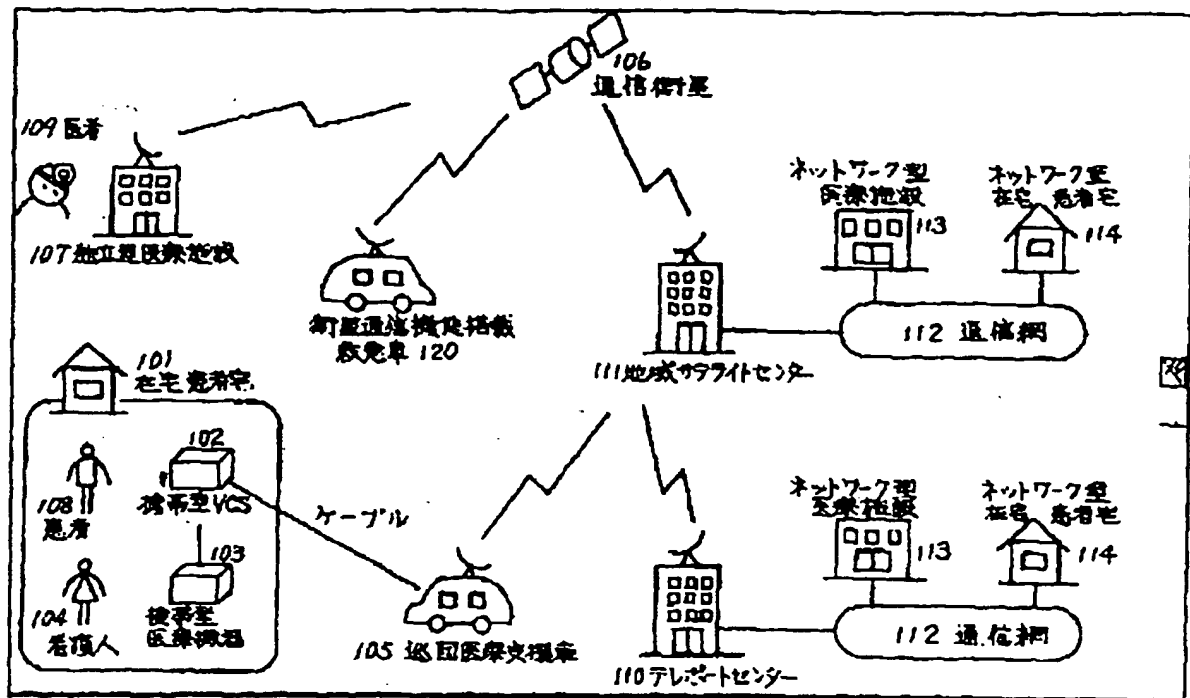 106
通信衛星
109 医者
107 独立型医療施設
衛星通信機能搭載
救急車 120
ネットワーク型
医療施設
113
ネットワーク型
在宅患者宅
114
112 通信網
111 地域サテライトセンター
101
在宅患者宅
102
携帯型VCS
108
患者
103
携帯型
医療機器
104
看護人
ケーブル
105 巡回医療支援車
110 テレポートセンター
ネットワーク型
医療施設
113
ネットワーク型
在宅患者宅
114
112 通信網